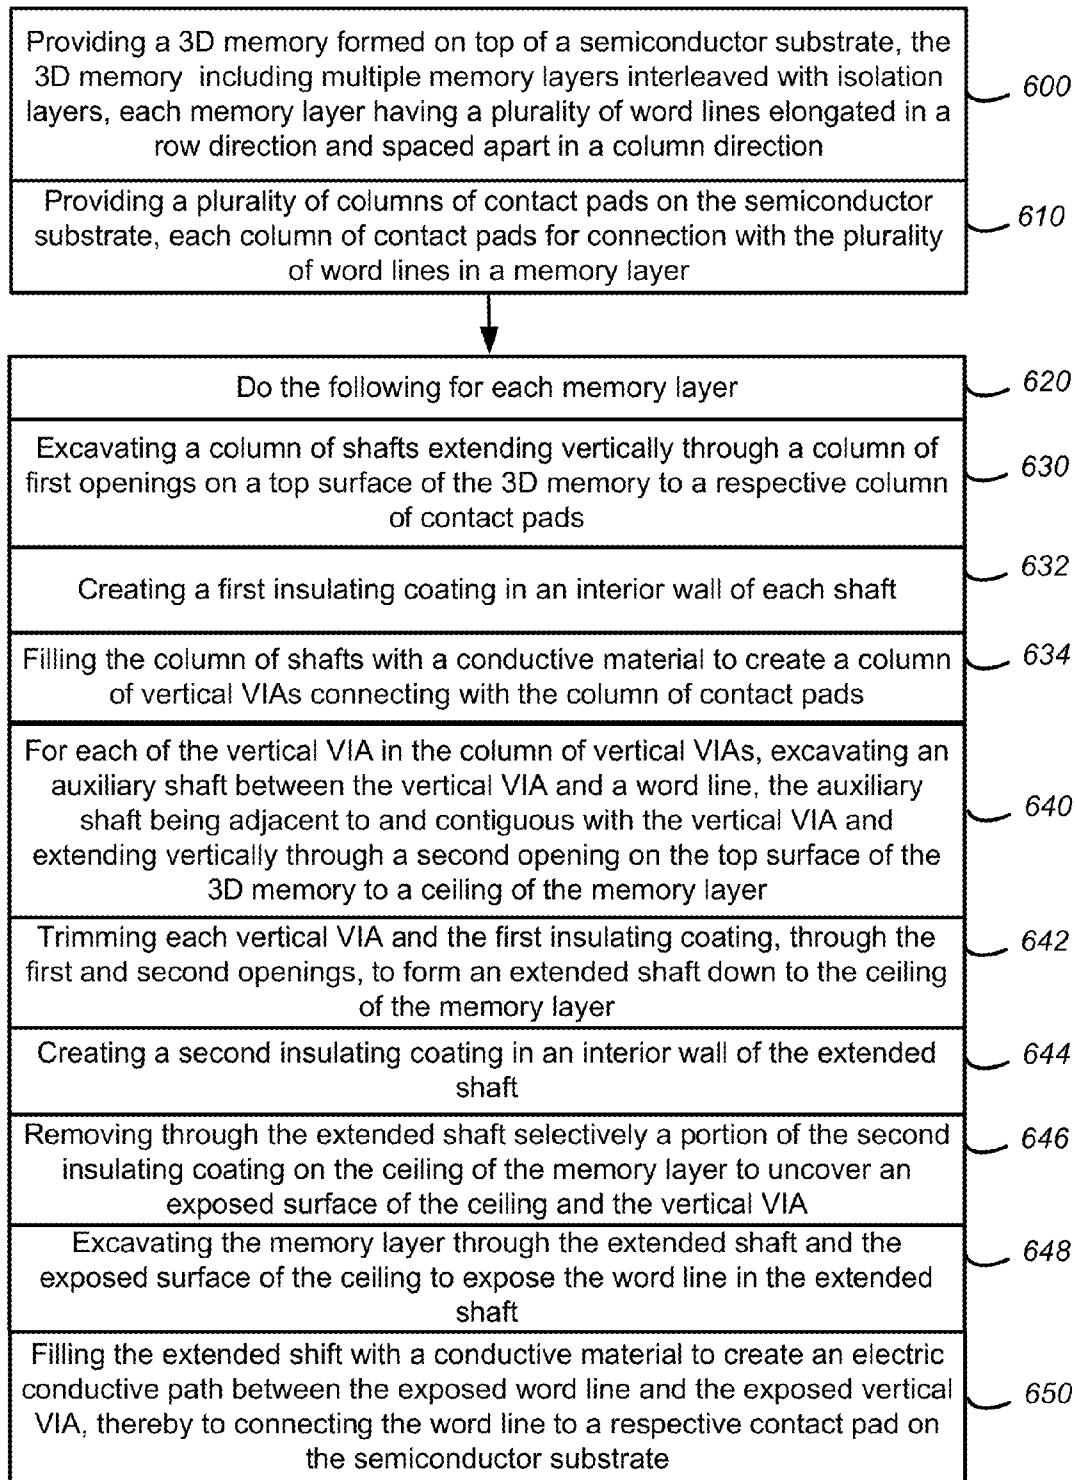 Providing a 3D memory formed on top of a semiconductor substrate, the
3D memory including multiple memory layers interleaved with isolation
layers, each memory layer having a plurality of word lines elongated in a
row direction and spaced apart in a column direction
600
Providing a plurality of columns of contact pads on the semiconductor
substrate, each column of contact pads for connection with the plurality
of word lines in a memory layer
610
Do the following for each memory layer
620
Excavating a column of shafts extending vertically through a column of
first openings on a top surface of the 3D memory to a respective column
of contact pads
630
Creating a first insulating coating in an interior wall of each shaft
632
Filling the column of shafts with a conductive material to create a column
of vertical VIAs connecting with the column of contact pads
634
For each of the vertical VIA in the column of vertical VIAs, excavating an
auxiliary shaft between the vertical VIA and a word line, the auxiliary
shaft being adjacent to and contiguous with the vertical VIA and
extending vertically through a second opening on the top surface of the
3D memory to a ceiling of the memory layer
640
Trimming each vertical VIA and the first insulating coating, through the
first and second openings, to form an extended shaft down to the ceiling
of the memory layer
642
Creating a second insulating coating in an interior wall of the extended
shaft
644
Removing through the extended shaft selectively a portion of the second
insulating coating on the ceiling of the memory layer to uncover an
exposed surface of the ceiling and the vertical VIA
646
Excavating the memory layer through the extended shaft and the
exposed surface of the ceiling to expose the word line in the extended
shaft
648
Filling the extended shift with a conductive material to create an electric
conductive path between the exposed word line and the exposed vertical
VIA, thereby to connecting the word line to a respective contact pad on
the semiconductor substrate
650